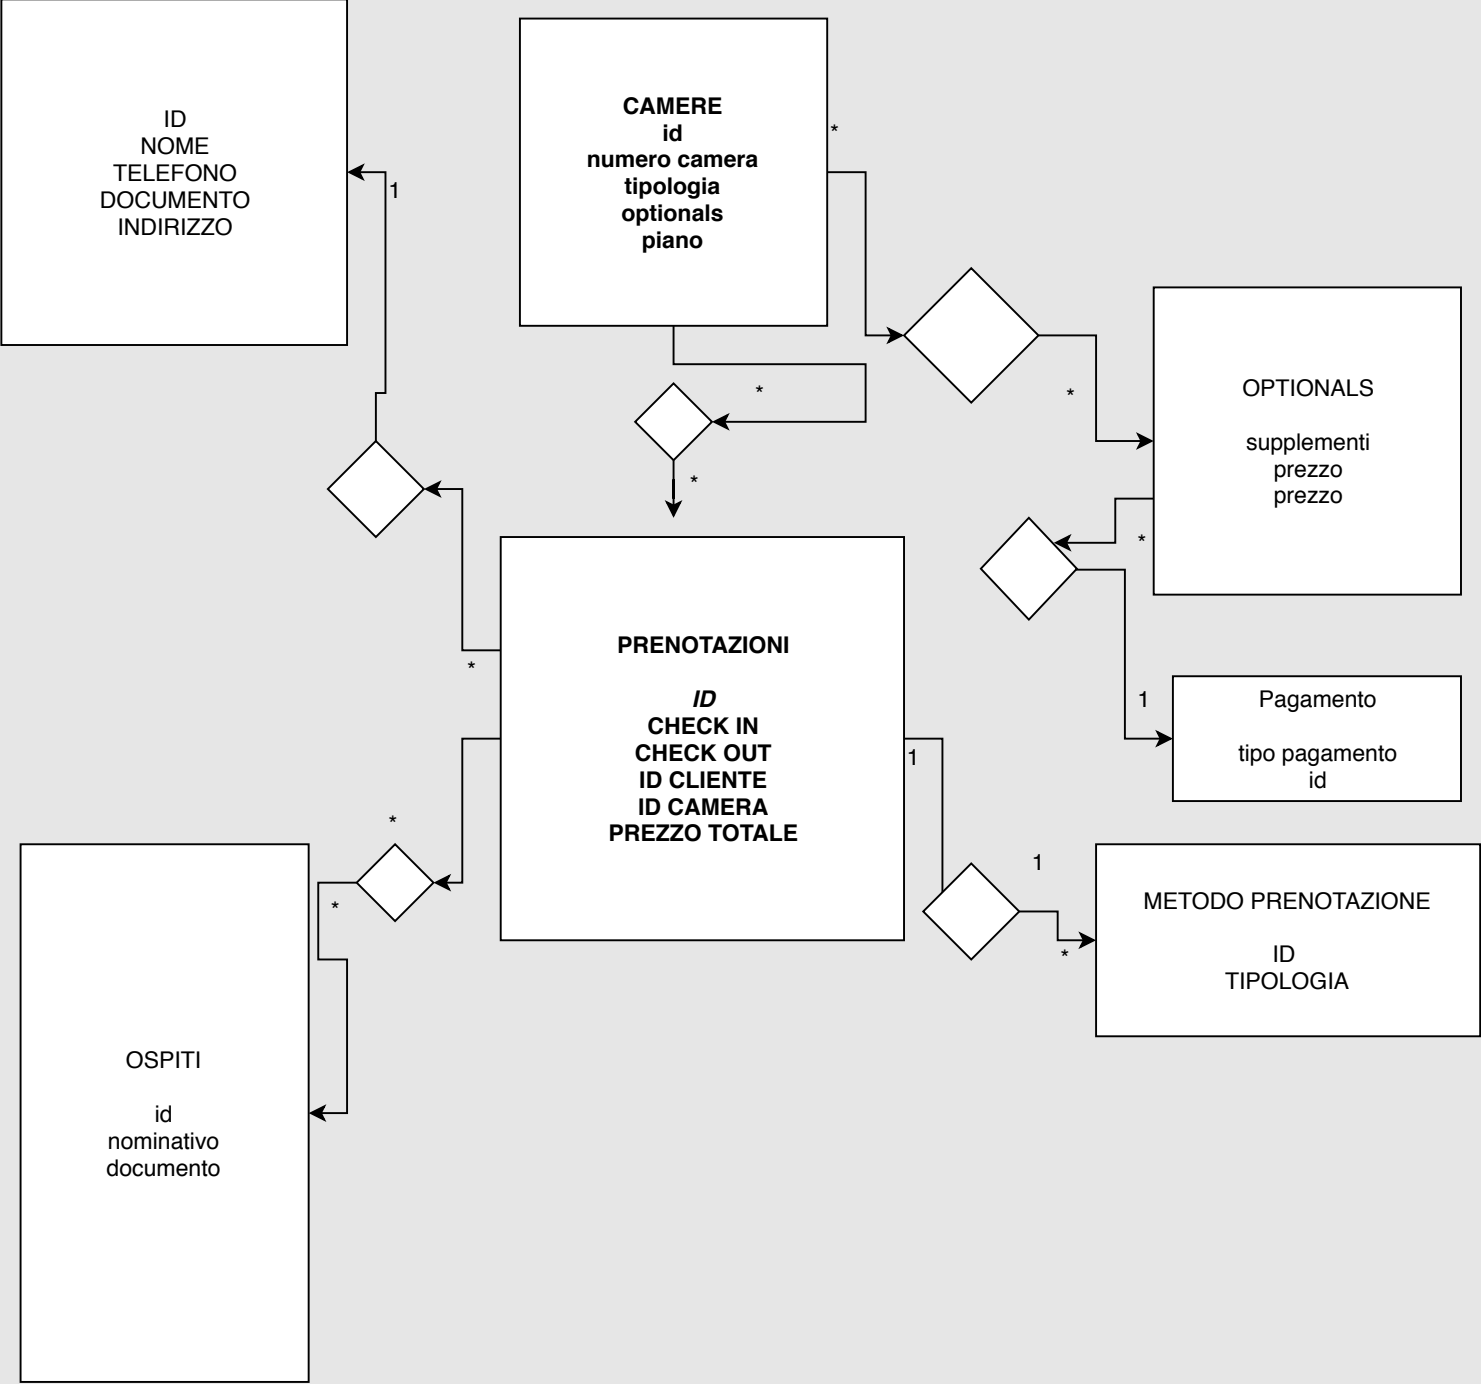 ID
NOME
TELEFONO
DOCUMENTO
INDIRIZZO
1
CAMERE
id
numero camera
tipologia
optionals
piano
*
*
*
*
OPTIONALS
supplementi
prezzo
prezzo
*
1
Pagamento
tipo pagamento
id
*
PRENOTAZIONI
ID
CHECK IN
CHECK OUT
ID CLIENTE
ID CAMERA
PREZZO TOTALE
1
*
*
1
*
METODO PRENOTAZIONE
ID
TIPOLOGIA
OSPITI
id
nominativo
documento